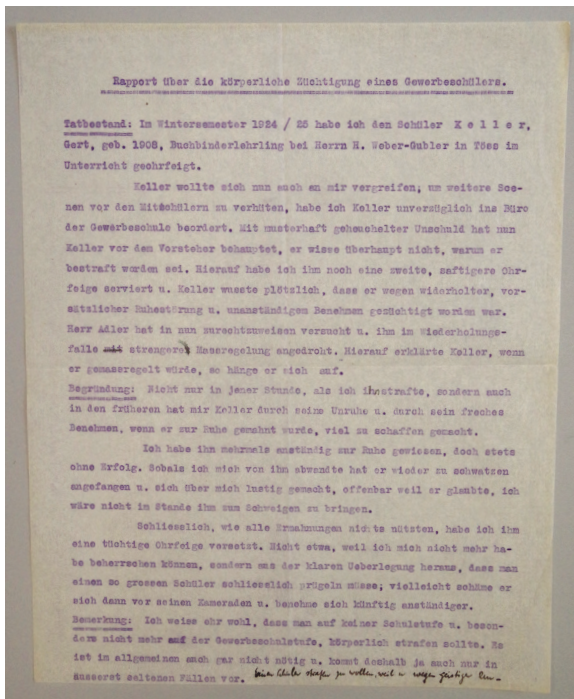 Rapport über die körperliche Züchtigung eines Gewerbeschülers.
Tatbestand: Im Wintersemester 1924 / 25 habe ich den Schüler K e l l e r,
Gert, geb. 1908, Buchbinderlehrling bei Herrn H. Weber-Gubler in Töss im
Unterricht geohrfeigt.
Keller wollte sich nun auch an mir vergreifen, um weitere Sce-
nen vor den Mitschülern zu verhüten, habe ich Keller unverzüglich ins Büro
der Gewerbeschule beordert. Mit musterhaft geheuchelter Unschuld hat nun
Keller vor dem Vorsteher behauptet, er wisse überhaupt nicht, warum er
bestraft worden sei. Hierauf habe ich ihm noch eine zweite, saftigere Ohr-
feige serviert u. Keller wusste plötzlich, dass er wegen widerholter, vor-
sätzlicher Ruhestörung u. unanständigem Benehmen gezüchtigt worden war.
Herr Adler hat in nun zurechtzuweisen versucht u. ihm im Wiederholungs-
falle mit strengere Massregelung angedroht. Hierauf erklärte Keller, wenn
er gemassregelt würde, so hänge er sich auf.
Begründung: Nicht nur in jener Stunde, als ich ihn strafte, sondern auch
in den früheren hat mir Keller durch seine Unruhe u. durch sein freches
Benehmen, wenn er zur Ruhe gemahnt wurde, viel zu schaffen gemacht.
Ich habe ihn mehrmals anständig zur Ruhe gewiesen, doch stets
ohne Erfolg. Sobals ich mich von ihm abwandte hat er wieder zu schwatzen
angefangen u. sich über mich lustig gemacht, offenbar weil er glaubte, ich
wäre nicht im Stande ihn zum Schweigen zu bringen.
Schliesslich, wie alle Ermahnungen nichts nützten, habe ich ihm
eine tüchtige Ohrfeige versetzt. Nicht etwa, weil ich mich nicht mehr ha-
be beherrschen können, sondern aus der klaren Ueberlegung heraus, dass man
einen so grossen Schüler schliesslich prügeln müsse; vielleicht schäme er
sich dann vor seinen Kameraden u. benehme sich künftig anständiger.
Bemerkung: Ich weiss ehr wohl, dass man auf keiner Schulstufe u. beson-
ders nicht mehr auf der Gewerbeschulstufe, körperlich strafen sollte. Es
ist im allgemeinen auch gar nicht nötig u. kommt deshalb ja auch nur in
äusserst seltenen Fällen vor. strafen zu wollen, weil u. wegen geistige